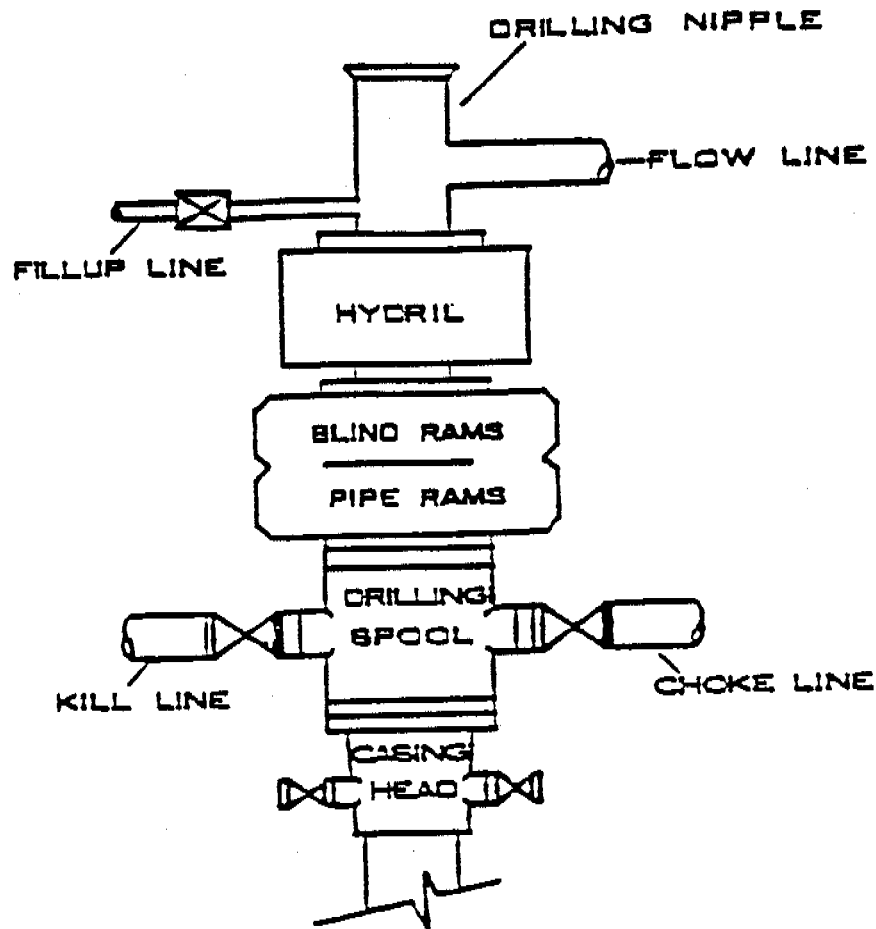 DRILLING NIPPLE
FLOW LINE
FILLUP LINE
HYDRIL
BLIND RAMS
PIPE RAMS
DRILLING
SPOOL
KILL LINE
CHOKE LINE
CASING
HEAD